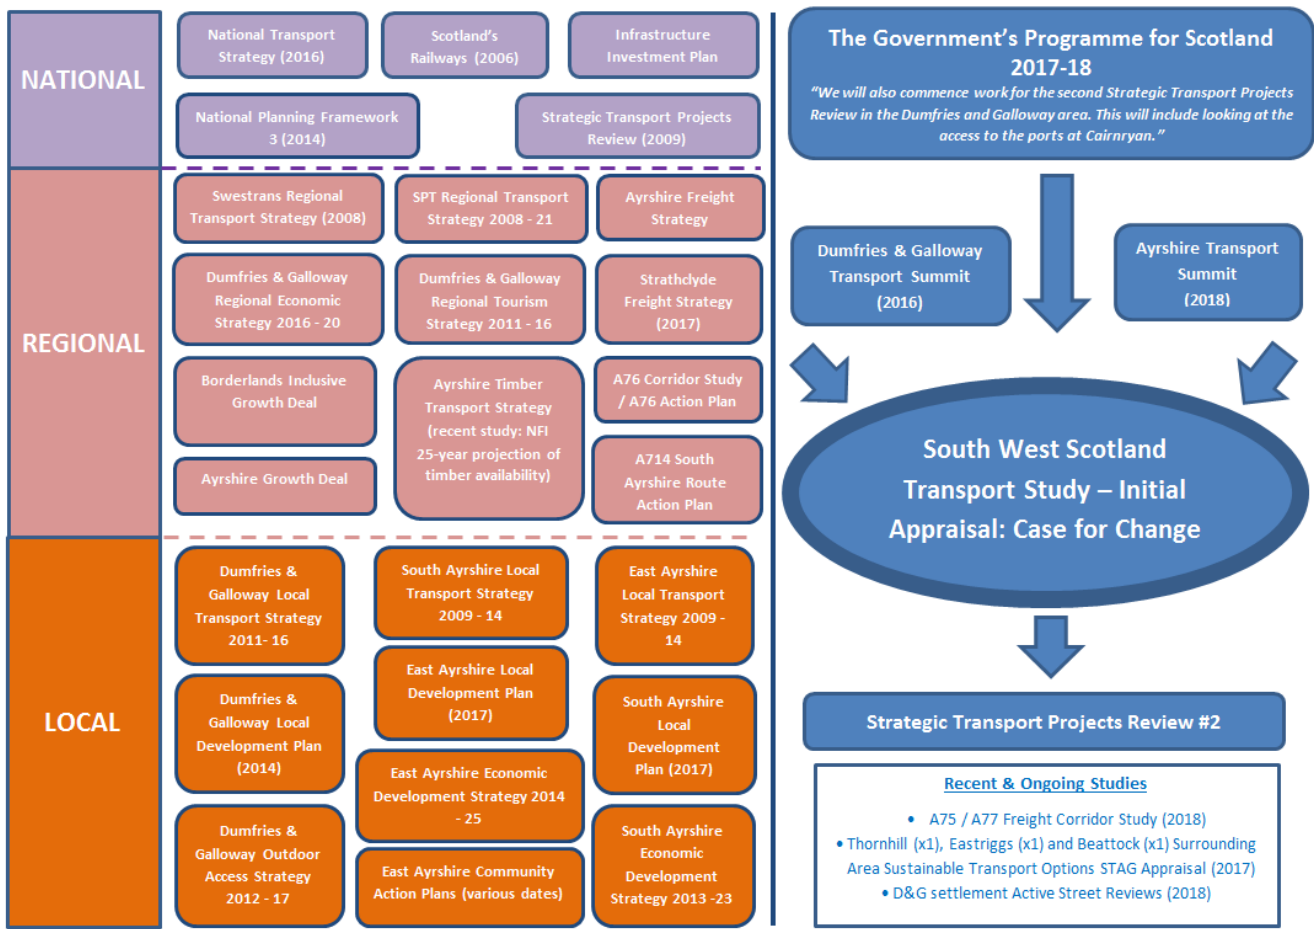 NATIONAL
National Transport
Strategy (2016)
Scotland's
Railways (2006)
Infrastructure
Investment Plan
National Planning Framework
3 (2014)
Strategic Transport Projects
Review (2009)
REGIONAL
Swestrans Regional
Transport Strategy (2008)
SPT Regional Transport
Strategy 2008 - 21
Ayrshire Freight
Strategy
Dumfries & Galloway
Regional Economic
Strategy 2016 - 20
Dumfries & Galloway
Regional Tourism
Strategy 2011 - 16
Strathclyde
Freight Strategy
(2017)
Borderlands Inclusive
Growth Deal
Ayrshire Timber
Transport Strategy
(recent study: NFI
25-year projection of
timber availability)
A76 Corridor Study
/ A76 Action Plan
Ayrshire Growth Deal
A714 South
Ayrshire Route
Action Plan
LOCAL
Dumfries &
Galloway Local
Transport Strategy
2011- 16
South Ayrshire Local
Transport Strategy
2009 - 14
East Ayrshire
Local Transport
Strategy 2009 -
14
Dumfries &
Galloway Local
Development Plan
(2014)
East Ayrshire Local
Development Plan
(2017)
South Ayrshire
Local
Development
Plan (2017)
East Ayrshire Economic
Development Strategy 2014
- 25
Dumfries &
Galloway Outdoor
Access Strategy
2012 - 17
East Ayrshire Community
Action Plans (various dates)
South Ayrshire
Economic
Development
Strategy 2013 -23
The Government's Programme for Scotland
2017-18
"We will also commence work for the second Strategic Transport Projects
Review in the Dumfries and Galloway area. This will include looking at the
access to the ports at Cairnryan."
Dumfries & Galloway
Transport Summit
(2016)
Ayrshire Transport
Summit
(2018)
South West Scotland
Transport Study – Initial
Appraisal: Case for Change
Strategic Transport Projects Review #2
Recent & Ongoing Studies
• A75 / A77 Freight Corridor Study (2018)
• Thornhill (x1), Eastriggs (x1) and Beattock (x1) Surrounding
Area Sustainable Transport Options STAG Appraisal (2017)
• D&G settlement Active Street Reviews (2018)